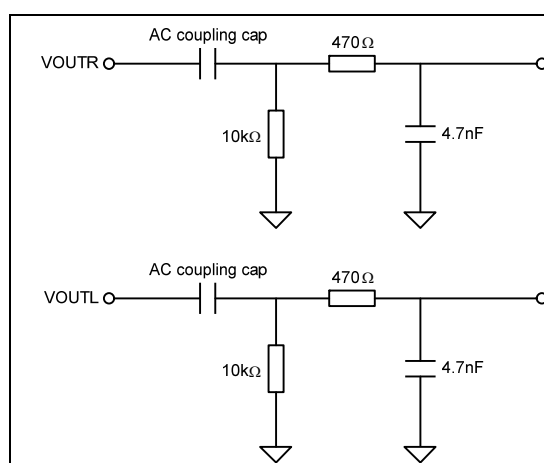 AC coupling cap
470Ω
VOUTR
10kΩ
4.7nF
AC coupling cap
470Ω
VOUTL
10kΩ
4.7nF